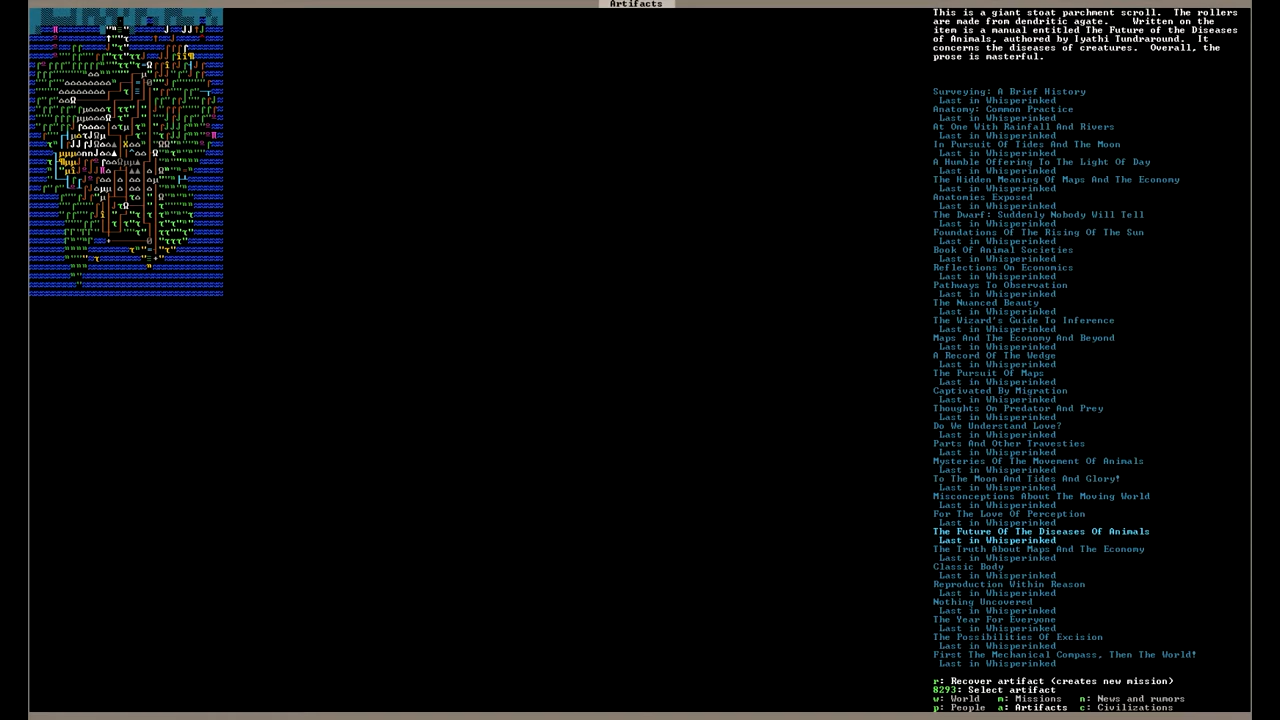 Artifacts
This is a giant stoat parchment scroll.  The rollers
are made from dendritic agate.    Written on the
item is a manual entitled The Future of the Diseases
of Animals, authored by Iyathi Tundraround.  It
concerns the diseases of creatures.  Overall, the
prose is masterful.
Surveying: A Brief History
Last in Whisperinked
Anatomy: Common Practice
Last in Whisperinked
At One With Rainfall And Rivers
Last in Whisperinked
In Pursuit Of Tides And The Moon
Last in Whisperinked
A Humble Offering To The Light Of Day
Last in Whisperinked
The Hidden Meaning Of Maps And The Economy
Last in Whisperinked
Anatomies Exposed
Last in Whisperinked
The Dwarf: Suddenly Nobody Will Tell
Last in Whisperinked
Foundations Of The Rising Of The Sun
Last in Whisperinked
Book Of Animal Societies
Last in Whisperinked
Reflections On Economics
Last in Whisperinked
Pathways To Observation
Last in Whisperinked
The Nuanced Beauty
Last in Whisperinked
The Wizard's Guide To Inference
Last in Whisperinked
Maps And The Economy And Beyond
Last in Whisperinked
A Record Of The Wedge
Last in Whisperinked
The Pursuit Of Maps
Last in Whisperinked
Captivated By Migration
Last in Whisperinked
Thoughts On Predator And Prey
Last in Whisperinked
Do We Understand Love?
Last in Whisperinked
Parts And Other Travesties
Last in Whisperinked
Mysteries Of The Movement Of Animals
Last in Whisperinked
To The Moon And Tides And Glory!
Last in Whisperinked
Misconceptions About The Moving World
Last in Whisperinked
For The Love Of Perception
Last in Whisperinked
The Future Of The Diseases Of Animals
Last in Whisperinked
The Truth About Maps And The Economy
Last in Whisperinked
Classic Body
Last in Whisperinked
Reproduction Within Reason
Last in Whisperinked
Nothing Uncovered
Last in Whisperinked
The Year For Everyone
Last in Whisperinked
The Possibilities Of Excision
Last in Whisperinked
First The Mechanical Compass, Then The World!
Last in Whisperinked
r: Recover artifact (creates new mission)
8293: Select artifact
w: World   m: Missions   n: News and rumors
p: People  a: Artifacts  c: Civilizations